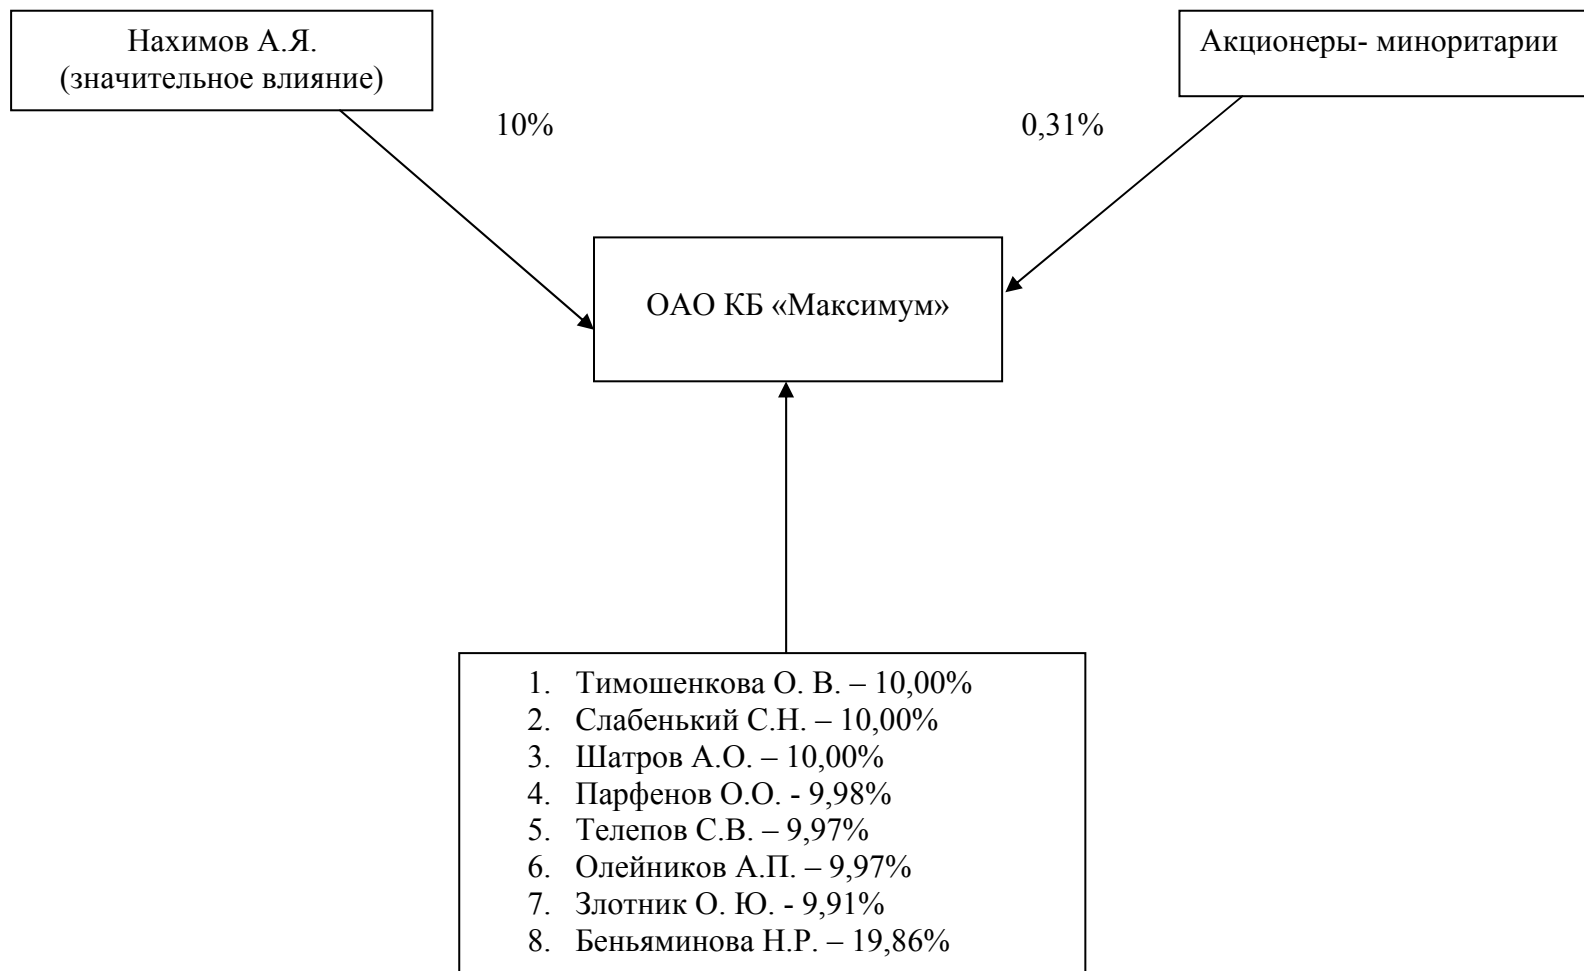 Нахимов А.Я.
(значительное влияние)
Акционеры- миноритарии
10%
0,31%
ОАО КБ «Максимум»
1. Тимошенкова О. В. – 10,00%
2. Слабенький С.Н. – 10,00%
3. Шатров А.О. – 10,00%
4. Парфенов О.О. - 9,98%
5. Телепов С.В. – 9,97%
6. Олейников А.П. – 9,97%
7. Злотник О. Ю. - 9,91%
8. Беньяминова Н.Р. – 19,86%